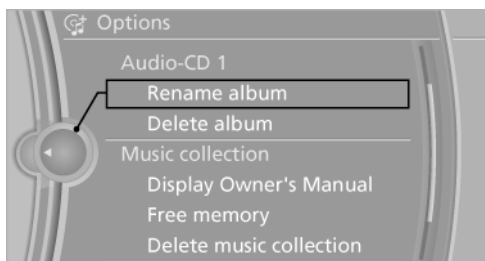 Options
Audio-CD 1
Rename album
Delete album
Music collection
Display Owner's Manual
Free memory
Delete music collection